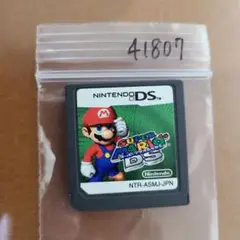 41807
NINTENDO DS
SUPER
MARIO 64
DS
Nintendo
NTR-ASMJ-JPN